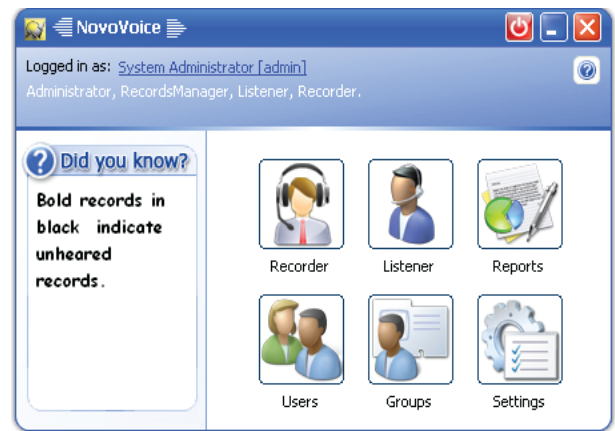 NovoVoice
Logged in as: System Administrator [admin]
Administrator, RecordsManager, Listener, Recorder.
Did you know?
Bold records in
black indicate
unheared
records.
Recorder Listener Reports
Users Groups Settings